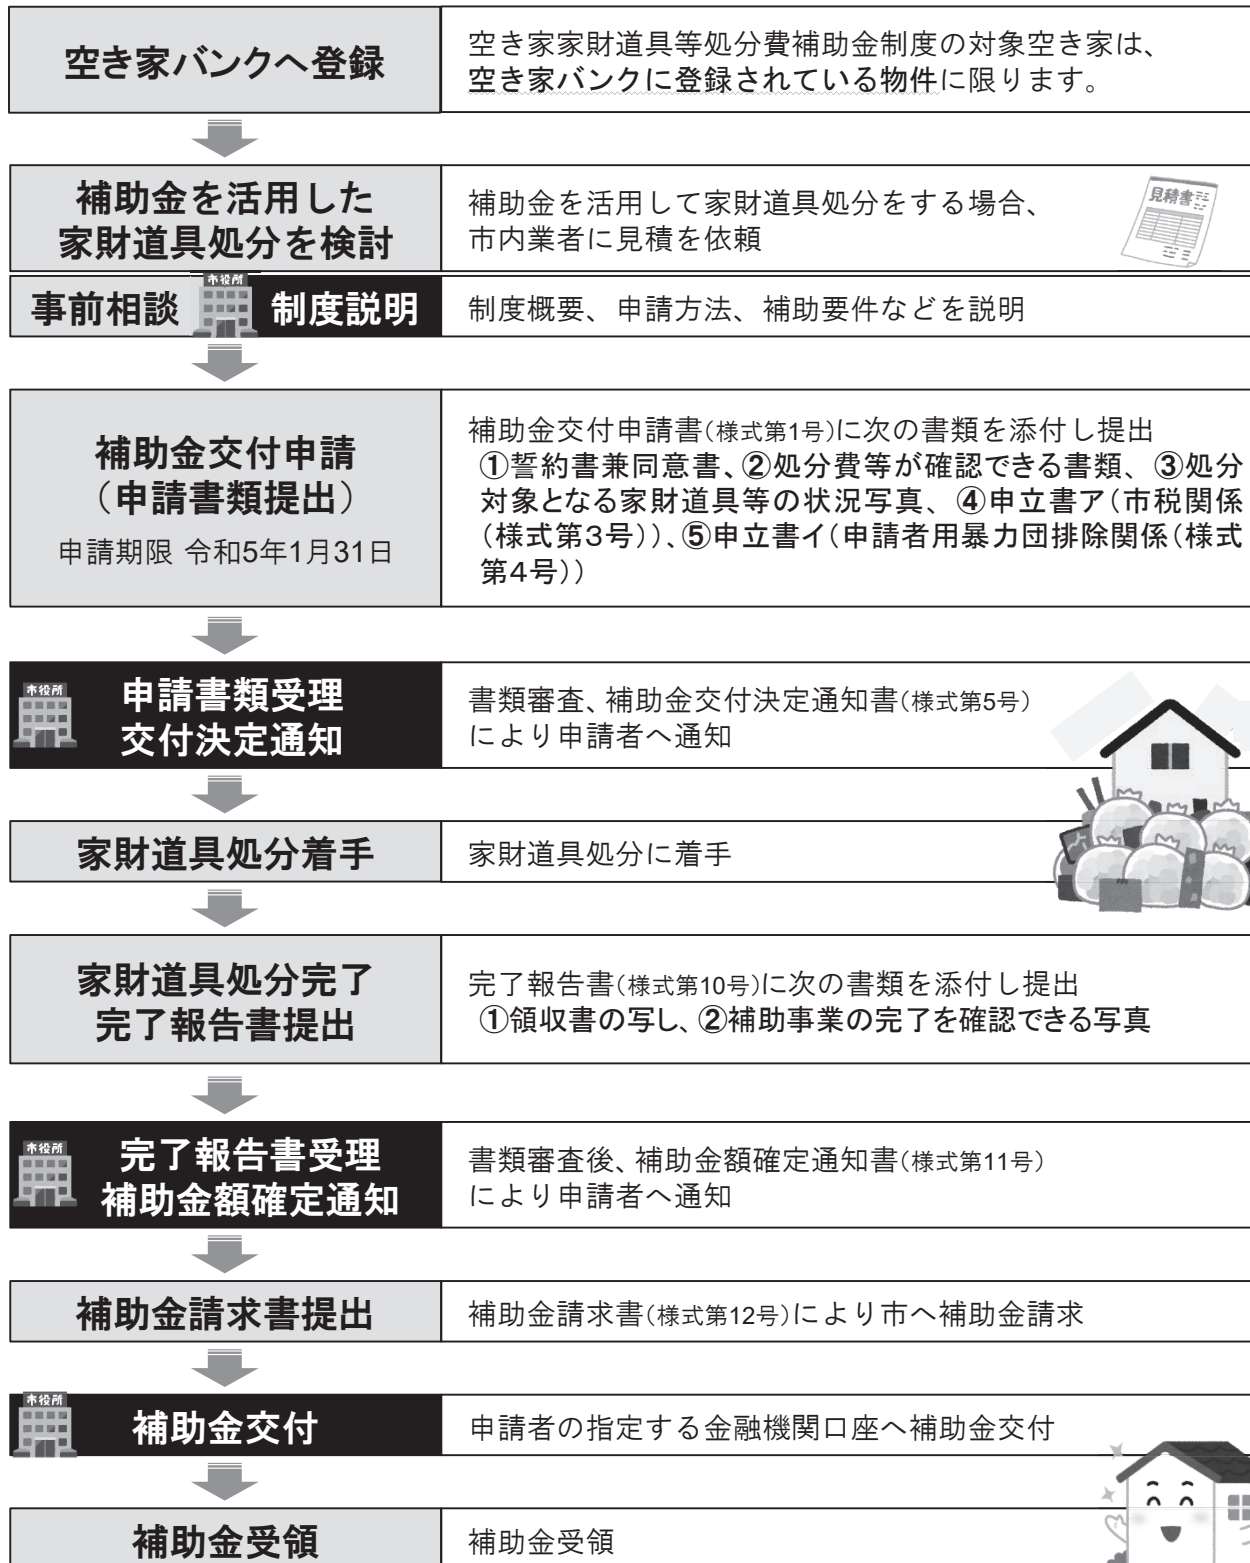 空き家バンクへ登録
空き家家財道具等処分費補助金制度の対象空き家は、
空き家バンクに登録されている物件に限ります。
補助金を活用した
家財道具処分を検討
補助金を活用して家財道具処分をする場合、
市内業者に見積を依頼
見積書
事前相談
市役所
制度説明
制度概要、申請方法、補助要件などを説明
補助金交付申請
（申請書類提出）
申請期限 令和5年1月31日
補助金交付申請書(様式第1号)に次の書類を添付し提出
①誓約書兼同意書、②処分費等が確認できる書類、③処分
対象となる家財道具等の状況写真、④申立書ア(市税関係
(様式第3号))、⑤申立書イ(申請者用暴力団排除関係(様式
第4号))
市役所
申請書類受理
交付決定通知
書類審査、補助金交付決定通知書(様式第5号)
により申請者へ通知
家財道具処分着手
家財道具処分に着手
家財道具処分完了
完了報告書提出
完了報告書(様式第10号)に次の書類を添付し提出
①領収書の写し、②補助事業の完了を確認できる写真
市役所
完了報告書受理
補助金額確定通知
書類審査後、補助金額確定通知書(様式第11号)
により申請者へ通知
補助金請求書提出
補助金請求書(様式第12号)により市へ補助金請求
市役所
補助金交付
申請者の指定する金融機関口座へ補助金交付
補助金受領
補助金受領